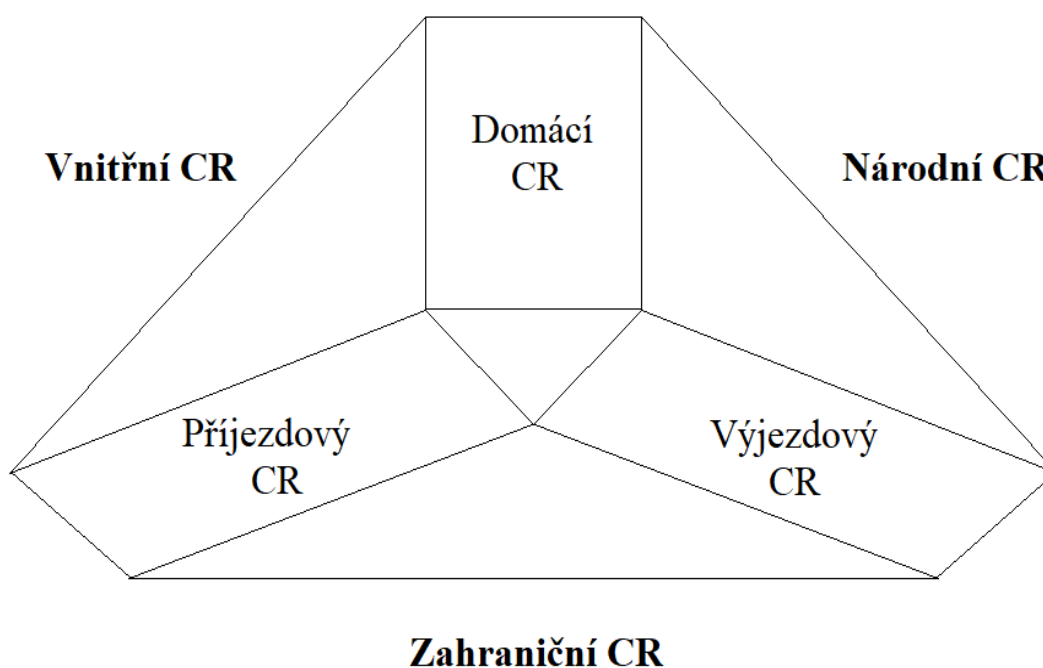 Domácí
CR
Vnitřní CR
Národní CR
Příjezdový
CR
Výjezdový
CR
Zahraniční CR